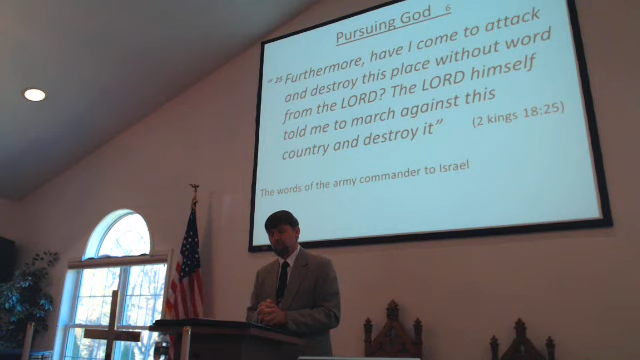 Pursuing God 6
" 25 Furthermore, have I come to attack
and destroy this place without word
from the LORD? The LORD himself
told me to march against this
country and destroy it"
(2 kings 18:25)
The words of the army commander to Israel